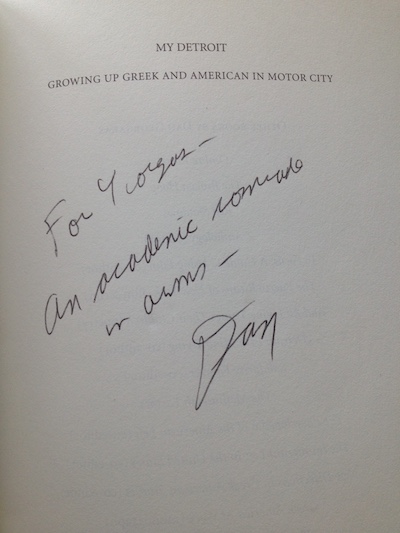 MY DETROIT
GROWING UP GREEK AND AMERICAN IN MOTOR CITY
For Yiorgos —
An academic comrade
in arms —
Dan